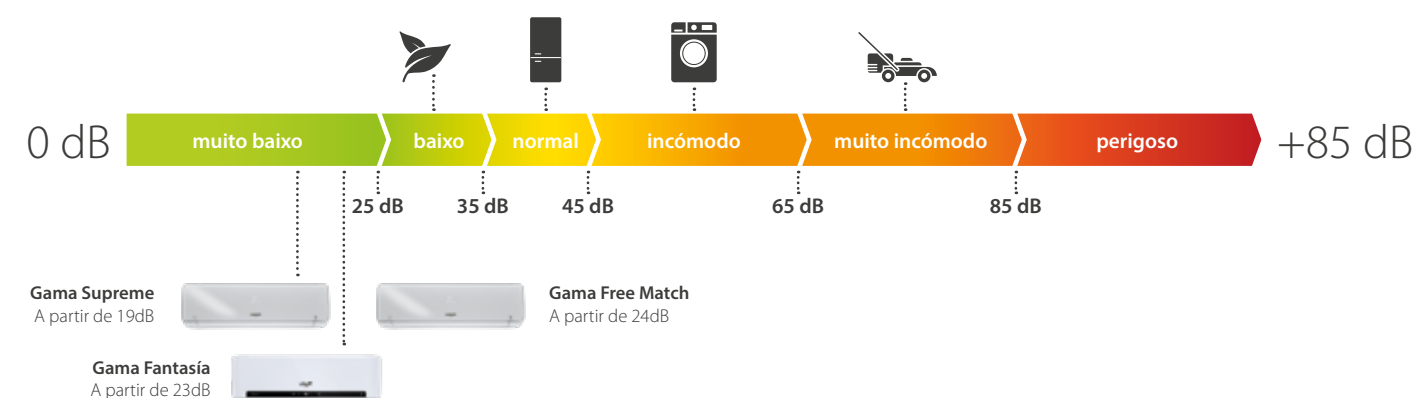 0 dB
muito baixo
baixo
normal
incómodo
muito incómodo
perigoso
+85 dB
25 dB
35 dB
45 dB
65 dB
85 dB
Gama Supreme
A partir de 19dB
Gama Free Match
A partir de 24dB
Gama Fantasía
A partir de 23dB